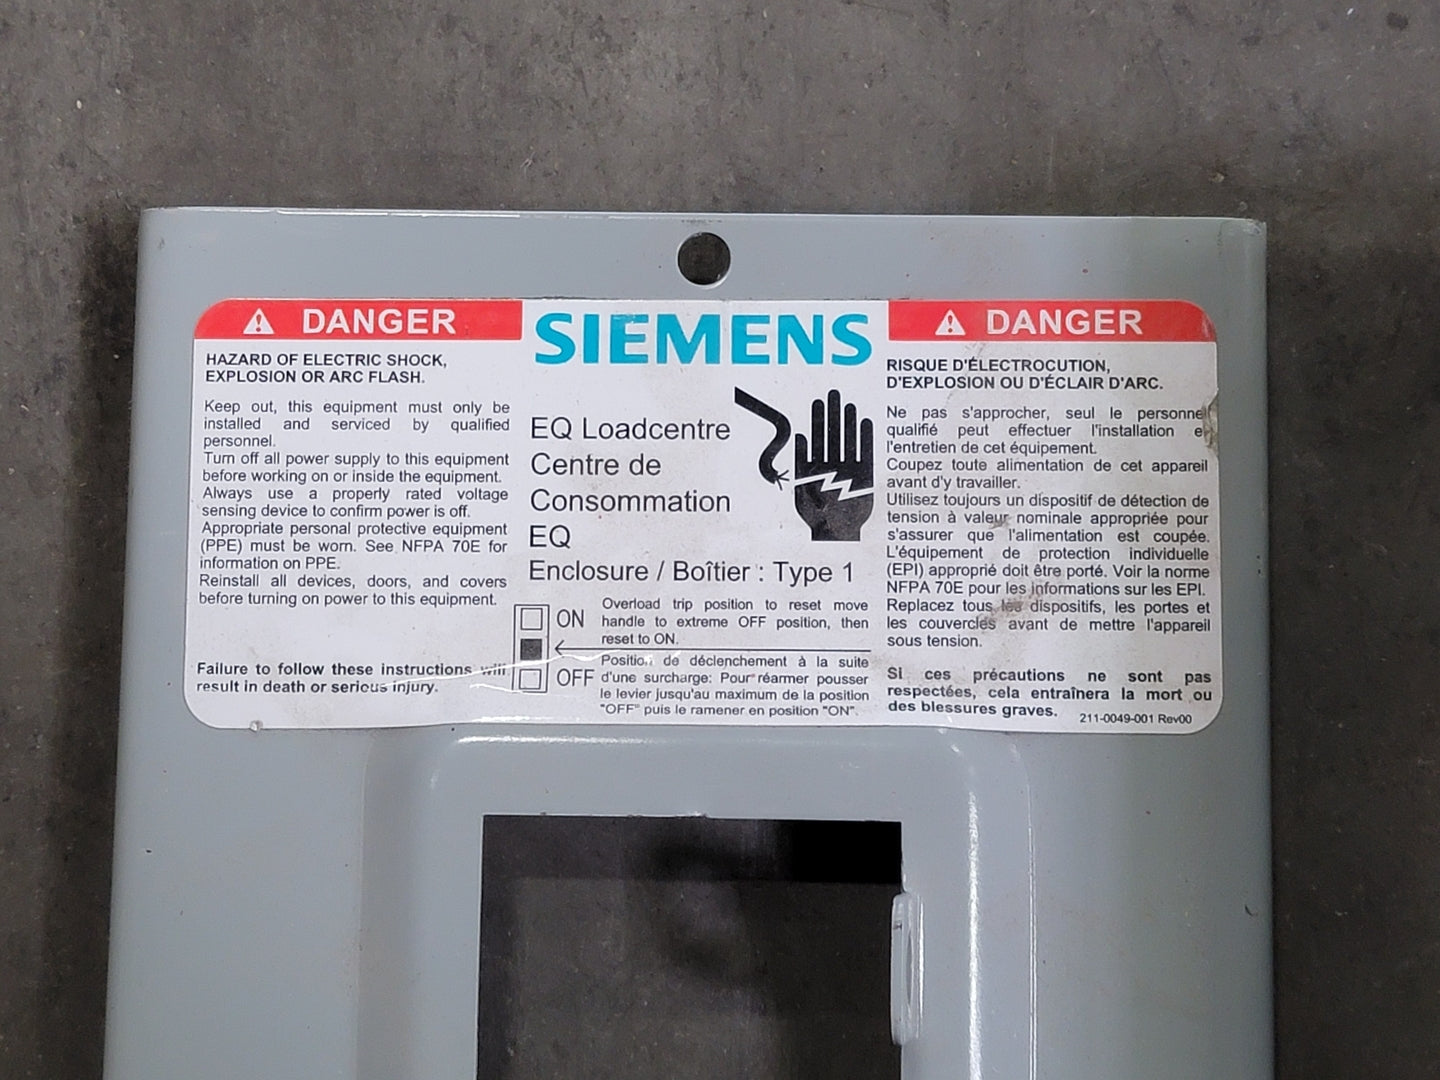 DANGER
HAZARD OF ELECTRIC SHOCK,
EXPLOSION OR ARC FLASH.
Keep out, this equipment must only be
installed and serviced by qualified
personnel.
Turn off all power supply to this equipment
before working on or inside the equipment.
Always use a properly rated voltage
sensing device to confirm power is off.
Appropriate personal protective equipment
(PPE) must be worn. See NFPA 70E for
information on PPE.
Reinstall all devices, doors, and covers
before turning on power to this equipment.
Failure to follow these instructions will
result in death or serious injury.
SIEMENS
EQ Loadcentre
Centre de
Consommation
EQ
Enclosure / Boîtier : Type 1
ON
OFF
Overload trip position to reset move
handle to extreme OFF position, then
reset to ON.
Position de déclenchement à la suite
d'une surcharge: Pour réarmer pousser
le levier jusqu'au maximum de la position
"OFF" puis le ramener en position "ON".
DANGER
RISQUE D'ÉLECTROCUTION,
D'EXPLOSION OU D'ÉCLAIR D'ARC.
Ne pas s'approcher, seul le personnel
qualifié peut effectuer l'installation et
l'entretien de cet équipement.
Coupez toute alimentation de cet appareil
avant d'y travailler.
Utilisez toujours un dispositif de détection de
tension à valeur nominale appropriée pour
s'assurer que l'alimentation est coupée.
L'équipement de protection individuelle
(EPI) approprié doit être porté. Voir la norme
NFPA 70E pour les informations sur les EPI.
Replacez tous les dispositifs, les portes et
les couvercles avant de mettre l'appareil
sous tension.
Si ces précautions ne sont pas
respectées, cela entraînera la mort ou
des blessures graves.
211-0049-001 Rev00